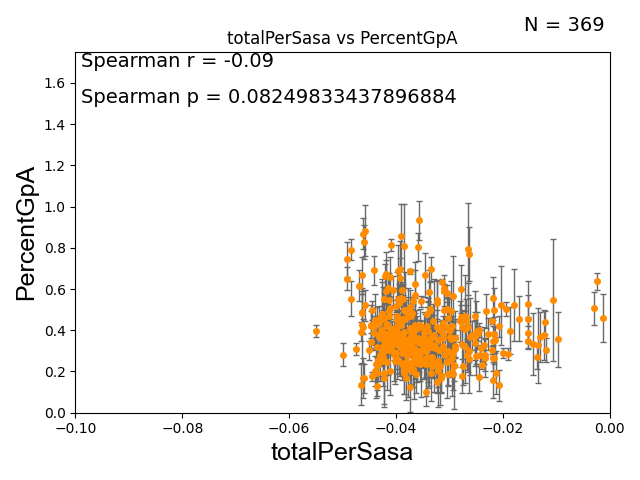 N = 369
totalPerSasa vs PercentGpA
Spearman r = -0.09
Spearman p = 0.08249833437896884
PercentGpA
1.6
1.4
1.2
1.0
0.8
0.6
0.4
0.2
0.0
−0.10 −0.08 −0.06 −0.04 −0.02 0.00
totalPerSasa